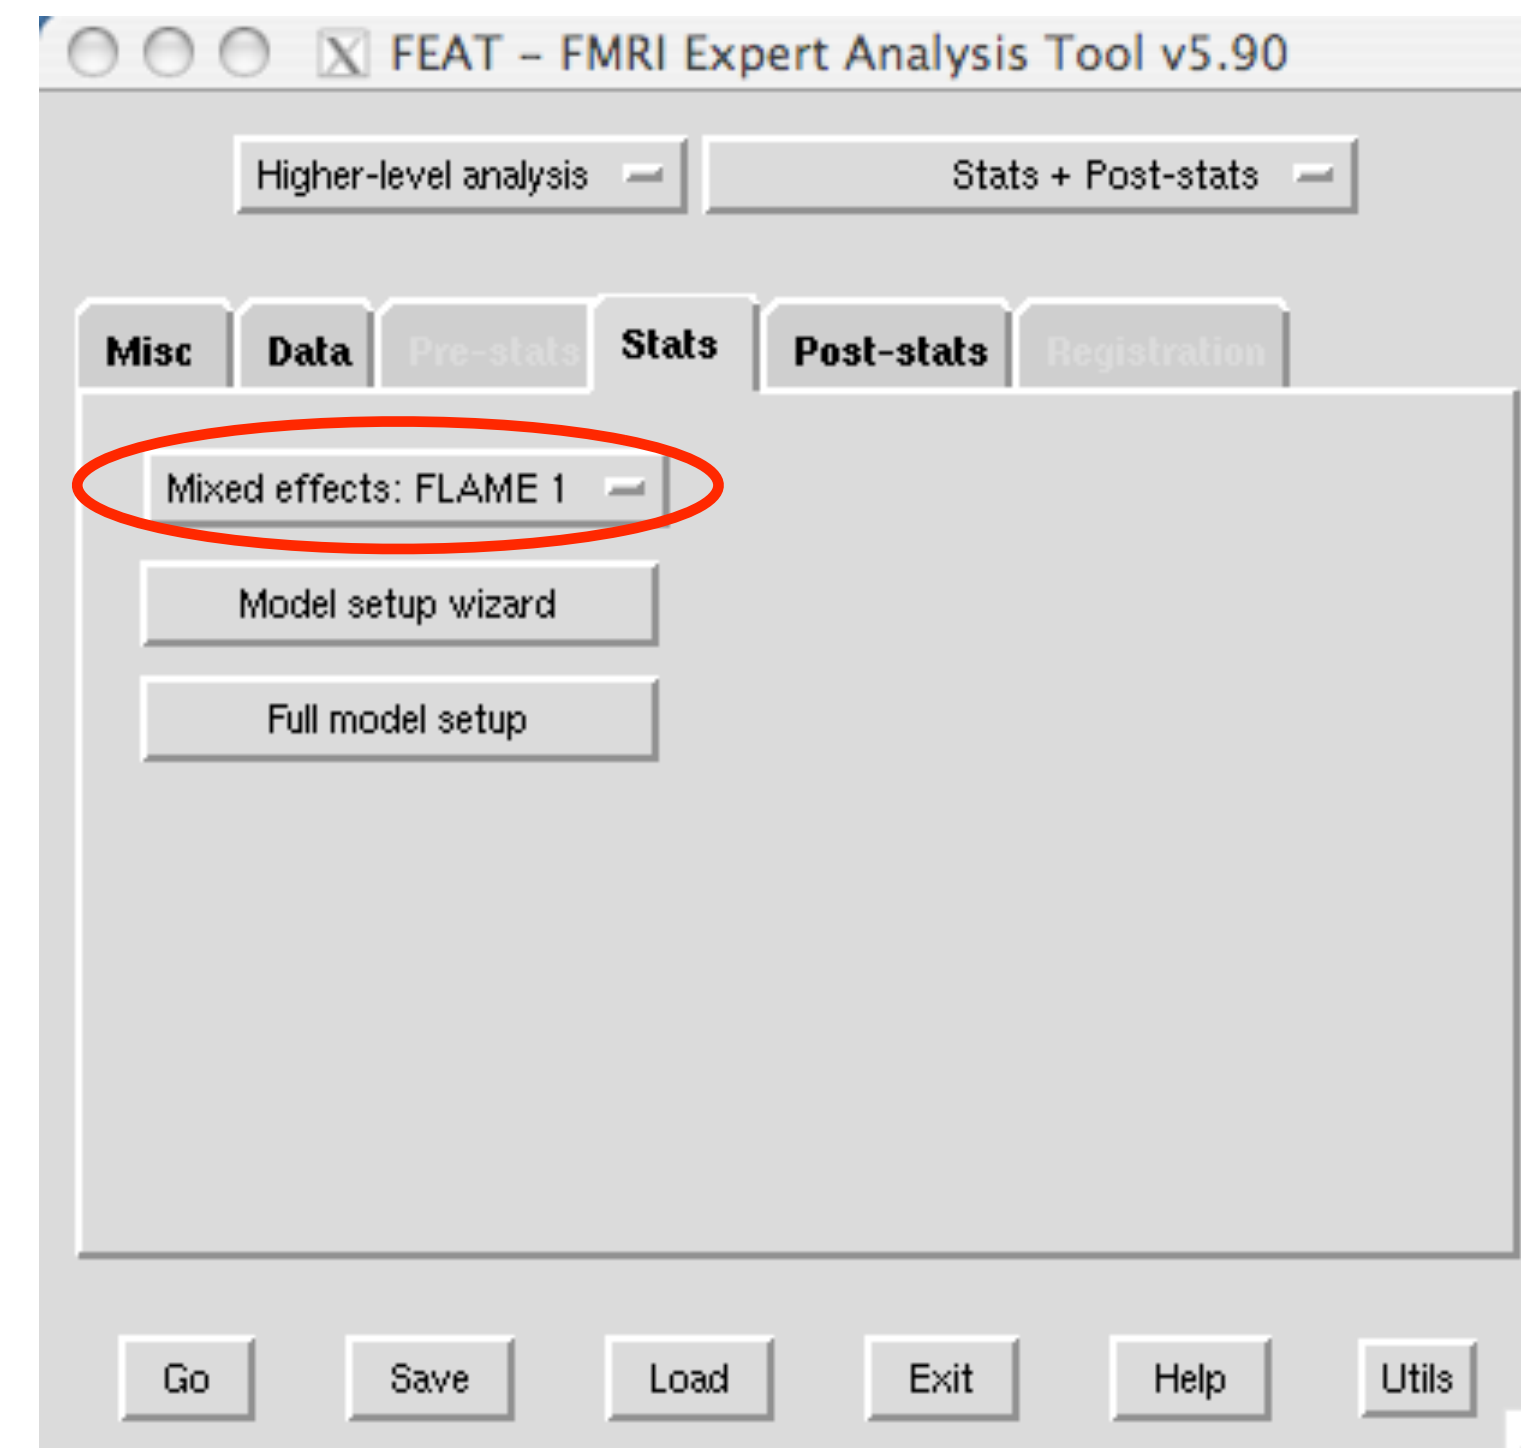 X FEAT – FMRI Expert Analysis Tool v5.90
Higher-level analysis Stats + Post-stats
Misc Data Pre-stats Stats Post-stats Registration
Mixed effects: FLAME 1
Model setup wizard
Full model setup
Go Save Load Exit Help Utils